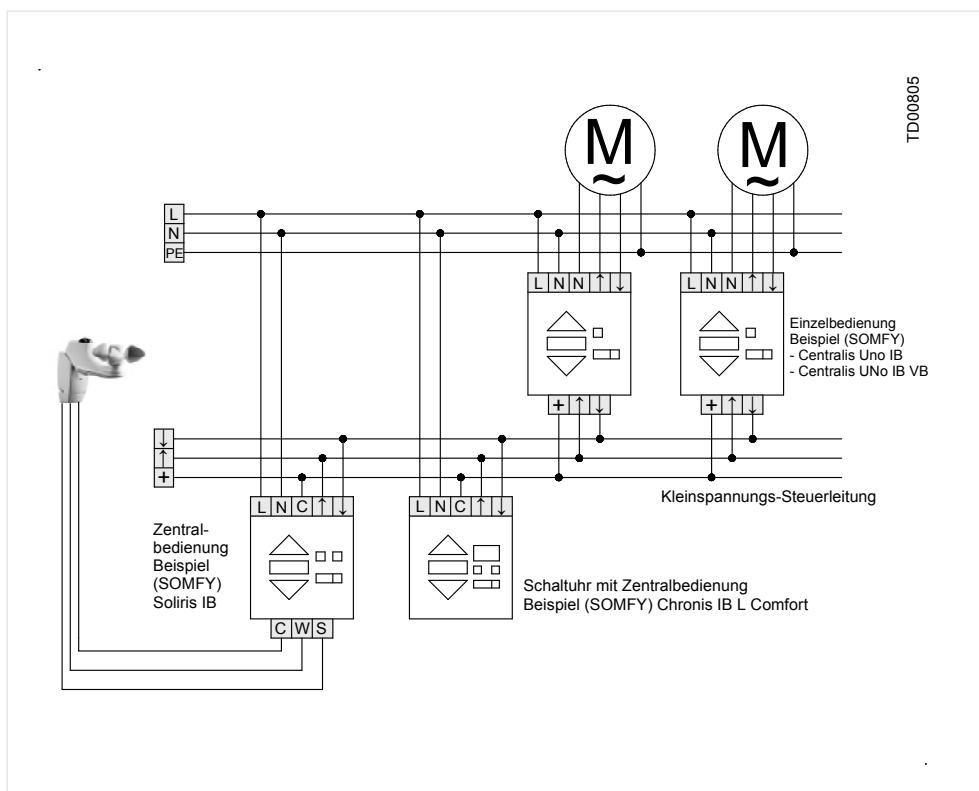 TD00805
M
~
M
~
L
N
PE
L N N ↑ ↓
L N N ↑ ↓
Einzelbedienung
Beispiel (SOMFY)
- Centralis Uno IB
- Centralis UNo IB VB
+ ↑ ↓
+ ↑ ↓
↓
↑
+
Kleinspannungs-Steuerleitung
L N C ↑ ↓
L N C ↑ ↓
Zentral-
bedienung
Beispiel
(SOMFY)
Soliris IB
Schaltuhr mit Zentralbedienung
Beispiel (SOMFY) Chronis IB L Comfort
C W S